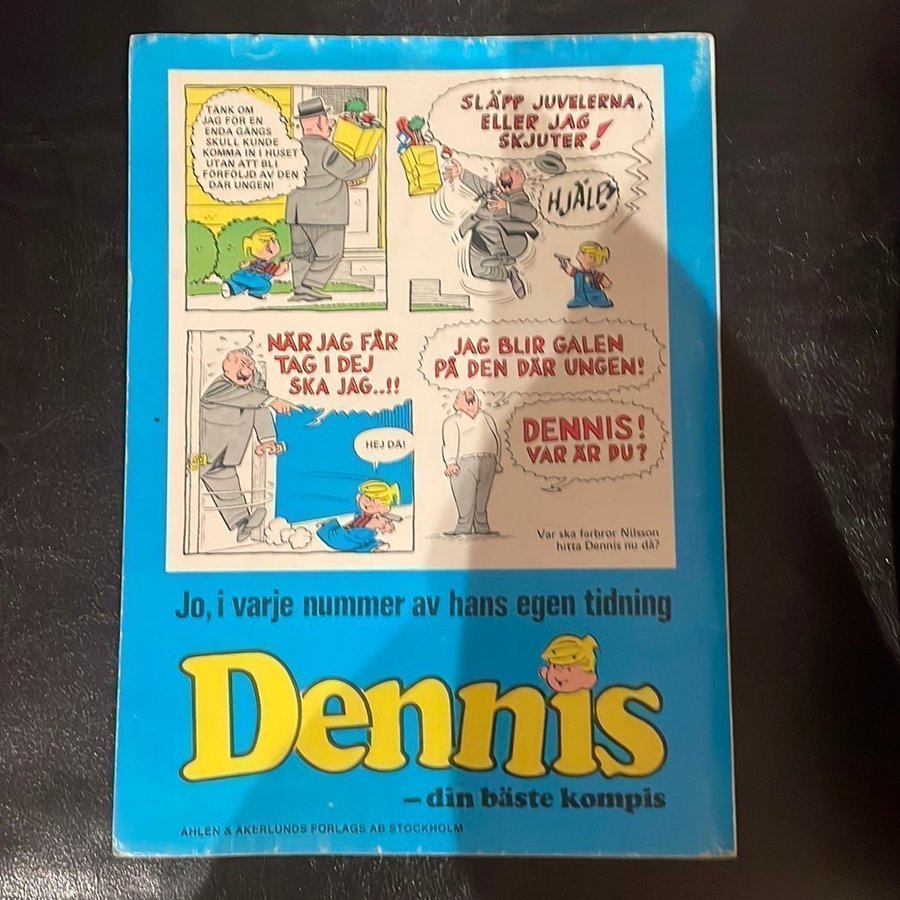 TÄNK OM
JAG FÖR EN
ENDA GÅNGS
SKULL KUNDE
KOMMA IN I HUSET
UTAN ATT BLI
FÖRFÖLJD AV DEN
DÄR UNGEN!
SLÄPP JUVELERNA,
ELLER JAG
SKJUTER!
HJÄLP!
NÄR JAG FÅR
TAG I DEJ
SKA JAG..!!
HEJ DÅ!
JAG BLIR GALEN
PÅ DEN DÄR UNGEN!
DENNIS!
VAR ÄR DU?
Var ska farbror Nilsson
hitta Dennis nu då?
Jo, i varje nummer av hans egen tidning
Dennis
– din bäste kompis
ÅHLÉN & ÅKERLUNDS FÖRLAGS AB STOCKHOLM